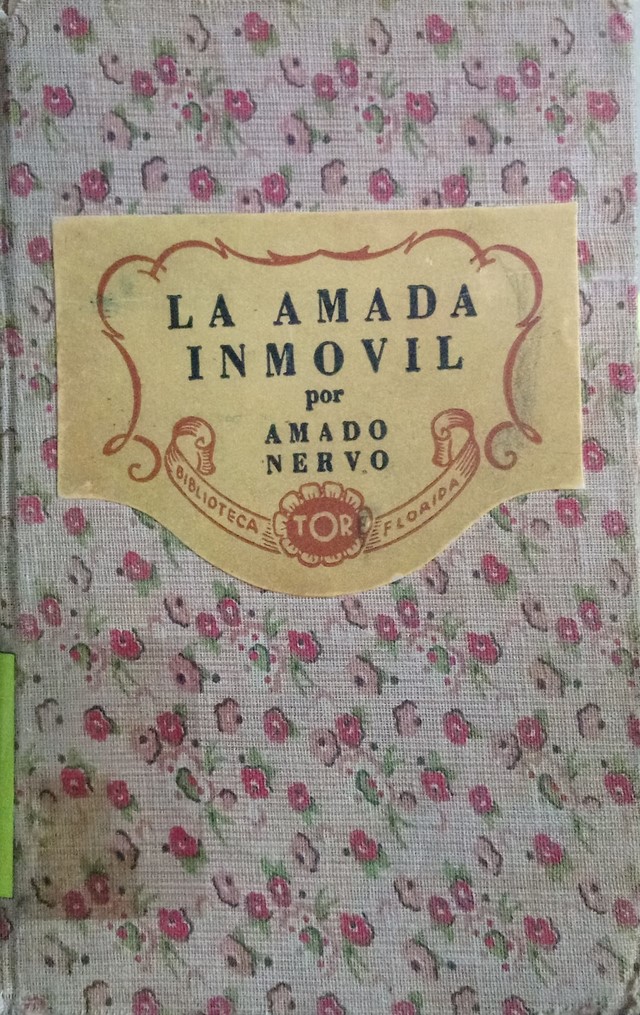 LA AMADA
INMOVIL
por
AMADO
NERVO
BIBLIOTECA TOR FLORIDA